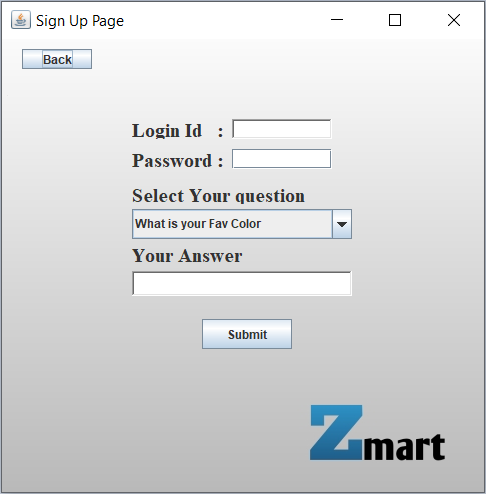 Sign Up Page
Back
Login Id :
Password :
Select Your question
What is your Fav Color
Your Answer
Submit
Zmart